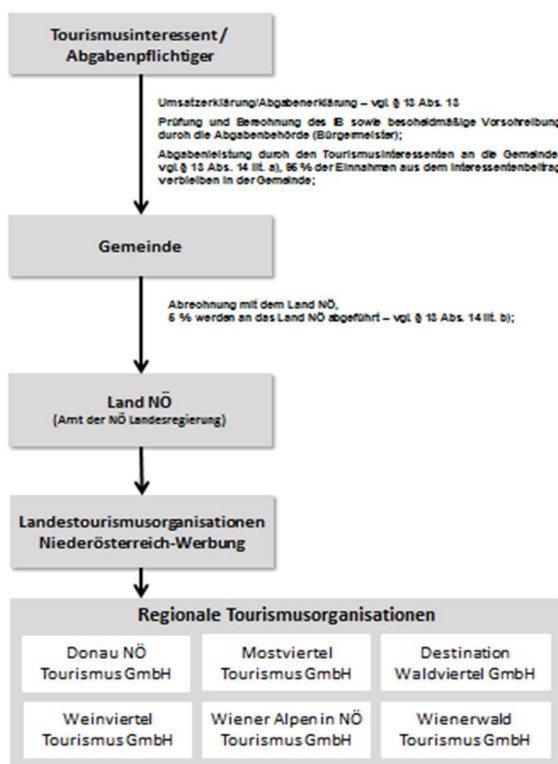 Tourismusinteressent /
Abgabenpflichtiger
Umsatzerklärung/Abgabenerklärung – vgl. § 13 Abs. 13
Prüfung und Berechnung des IB sowie bescheidmäßige Vorschreibung
durch die Abgabenbehörde (Bürgermeister);
Abgabenleistung durch den Tourismusinteressenten an die Gemeinde
vgl. § 13 Abs. 14 lit. a), 95 % der Einnahmen aus dem Interessentenbeitrag
verbleiben in der Gemeinde;
Gemeinde
Abrechnung mit dem Land NÖ,
5 % werden an das Land NÖ abgeführt – vgl. § 13 Abs. 14 lit. b);
Land NÖ
(Amt der NÖ Landesregierung)
Landestourismusorganisationen
Niederösterreich-Werbung
Regionale Tourismusorganisationen
Donau NÖ
Tourismus GmbH
Mostviertel
Tourismus GmbH
Destination
Waldviertel GmbH
Weinviertel
Tourismus GmbH
Wiener Alpen in NÖ
Tourismus GmbH
Wienerwald
Tourismus GmbH